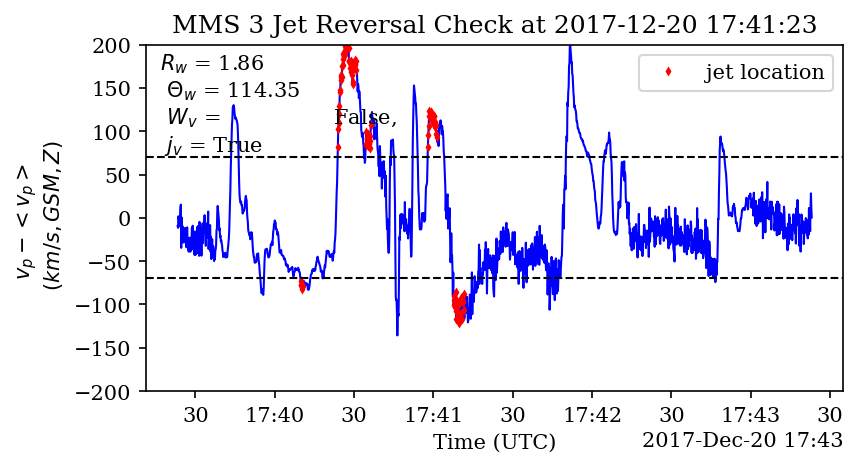 MMS 3 Jet Reversal Check at 2017-12-20 17:41:23
R_w = 1.86
Θ_w = 114.35
W_v = False,
j_v = True
jet location
v_p − < v_p >
(km/s, GSM, Z)
200
150
100
50
0
−50
−100
−150
−200
30 17:40 30 17:41 30 17:42 30 17:43 30
Time (UTC)
2017-Dec-20 17:43